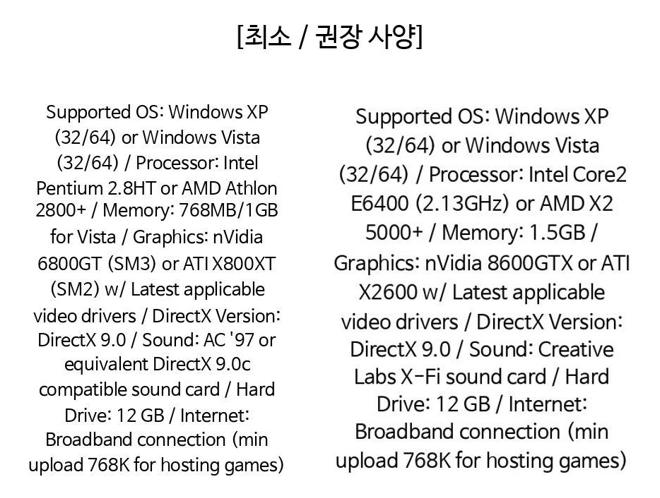 [최소 / 권장 사양]
Supported OS: Windows XP
(32/64) or Windows Vista
(32/64) / Processor: Intel
Pentium 2.8HT or AMD Athlon
2800+ / Memory: 768MB/1GB
for Vista / Graphics: nVidia
6800GT (SM3) or ATI X800XT
(SM2) w/ Latest applicable
video drivers / DirectX Version:
DirectX 9.0 / Sound: AC '97 or
equivalent DirectX 9.0c
compatible sound card / Hard
Drive: 12 GB / Internet:
Broadband connection (min
upload 768K for hosting games)
Supported OS: Windows XP
(32/64) or Windows Vista
(32/64) / Processor: Intel Core2
E6400 (2.13GHz) or AMD X2
5000+ / Memory: 1.5GB /
Graphics: nVidia 8600GTX or ATI
X2600 w/ Latest applicable
video drivers / DirectX Version:
DirectX 9.0 / Sound: Creative
Labs X-Fi sound card / Hard
Drive: 12 GB / Internet:
Broadband connection (min
upload 768K for hosting games)